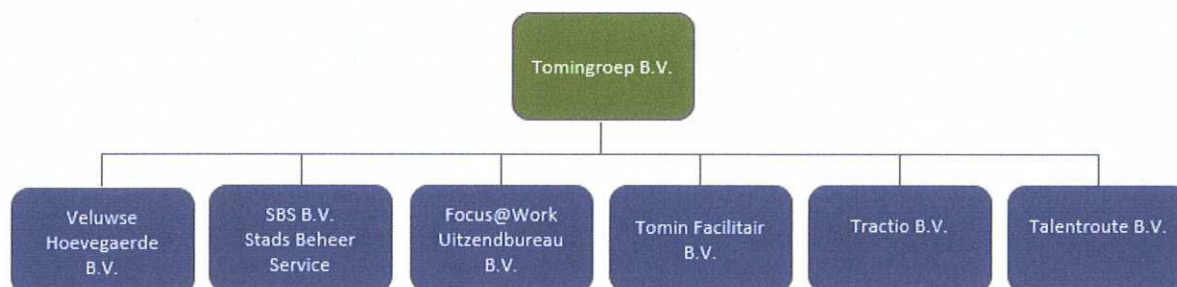 Tomingroep B.V.
Veluwse
Hoevegaerde
B.V.
SBS B.V.
Stads Beheer
Service
Focus@Work
Uitzendbureau
B.V.
Tomin Facilitair
B.V.
Tractio B.V.
Talentroute B.V.